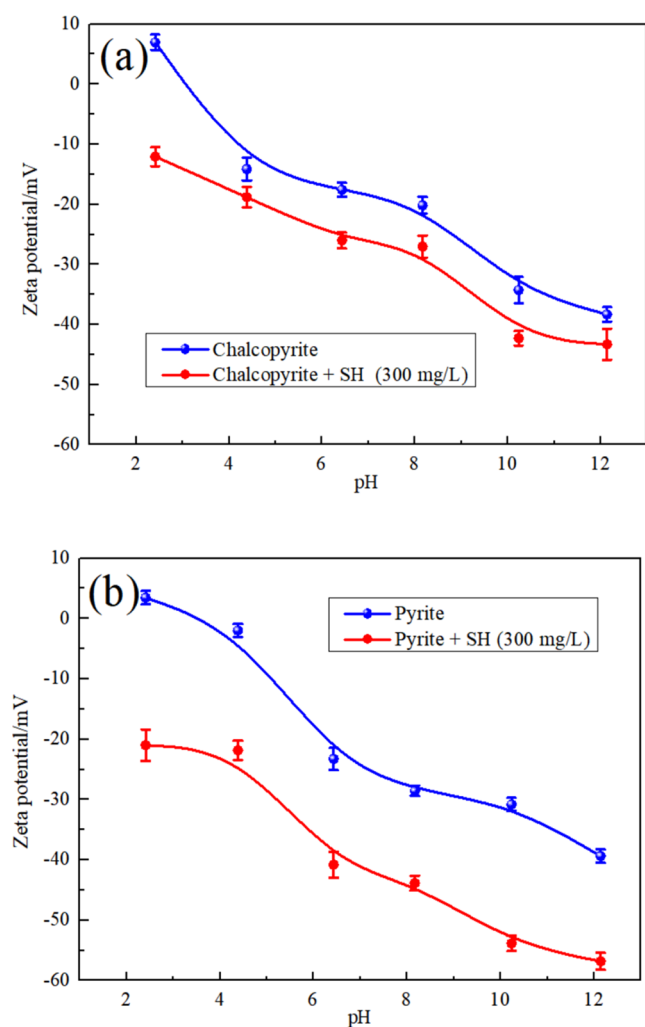 (a)
10
0
-10
-20
-30
-40
-50
-60
Zeta potential/mV
Chalcopyrite
Chalcopyrite + SH (300 mg/L)
2 4 6 8 10 12
pH
(b)
10
0
-10
-20
-30
-40
-50
-60
Zeta potential/mV
Pyrite
Pyrite + SH (300 mg/L)
2 4 6 8 10 12
pH